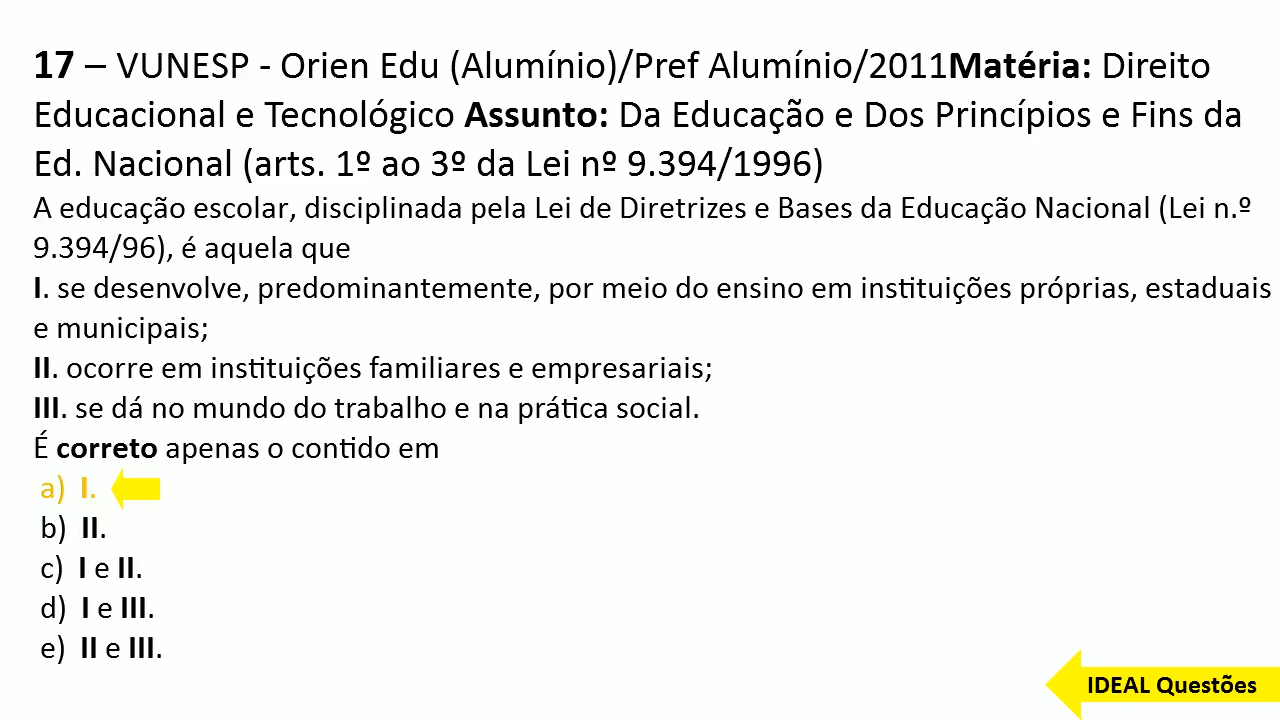 17 – VUNESP - Orien Edu (Alumínio)/Pref Alumínio/2011Matéria: Direito
Educacional e Tecnológico Assunto: Da Educação e Dos Princípios e Fins da
Ed. Nacional (arts. 1º ao 3º da Lei nº 9.394/1996)
A educação escolar, disciplinada pela Lei de Diretrizes e Bases da Educação Nacional (Lei n.º
9.394/96), é aquela que
I. se desenvolve, predominantemente, por meio do ensino em instituições próprias, estaduais
e municipais;
II. ocorre em instituições familiares e empresariais;
III. se dá no mundo do trabalho e na prática social.
É correto apenas o contido em
a) I.
b) II.
c) I e II.
d) I e III.
e) II e III.
IDEAL Questões